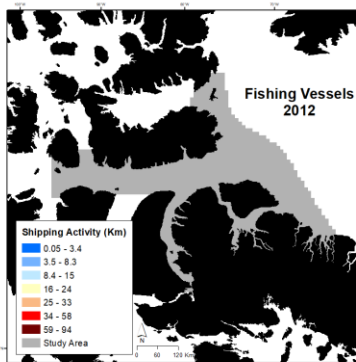 Fishing Vessels
2012
Shipping Activity (Km)
0.05 - 3.4
3.5 - 8.3
8.4 - 15
16 - 24
25 - 33
34 - 58
59 - 94
Study Area
N
0
60
120 Km